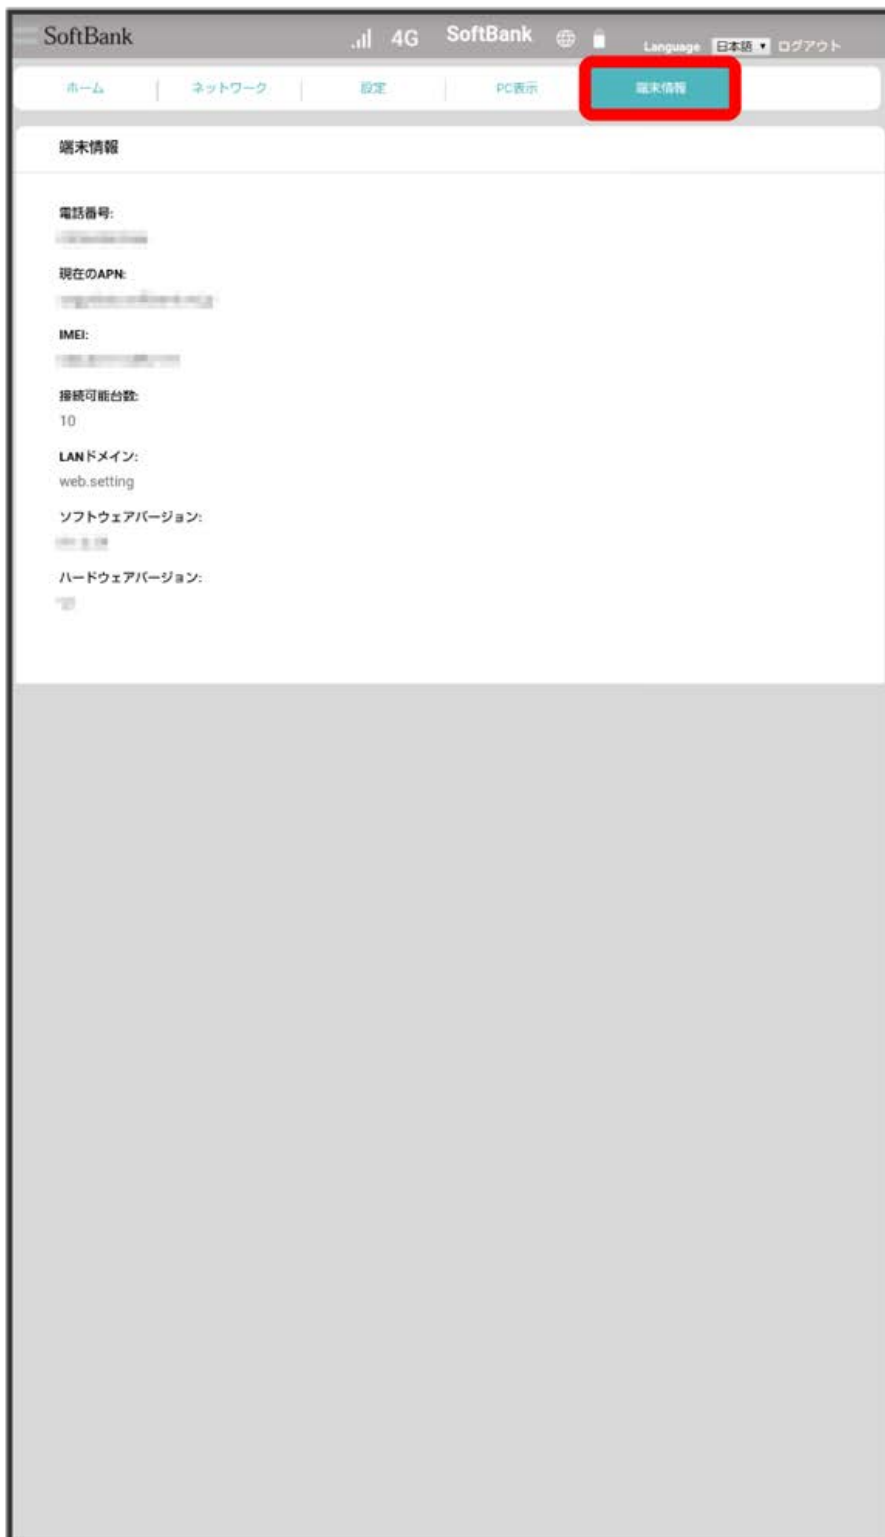 SoftBank 4G SoftBank Language 日本語 ログアウト
ホーム ネットワーク 設定 PC表示 端末情報
端末情報
電話番号:
現在のAPN:
IMEI:
接続可能台数:
10
LANドメイン:
web.setting
ソフトウェアバージョン:
ハードウェアバージョン: